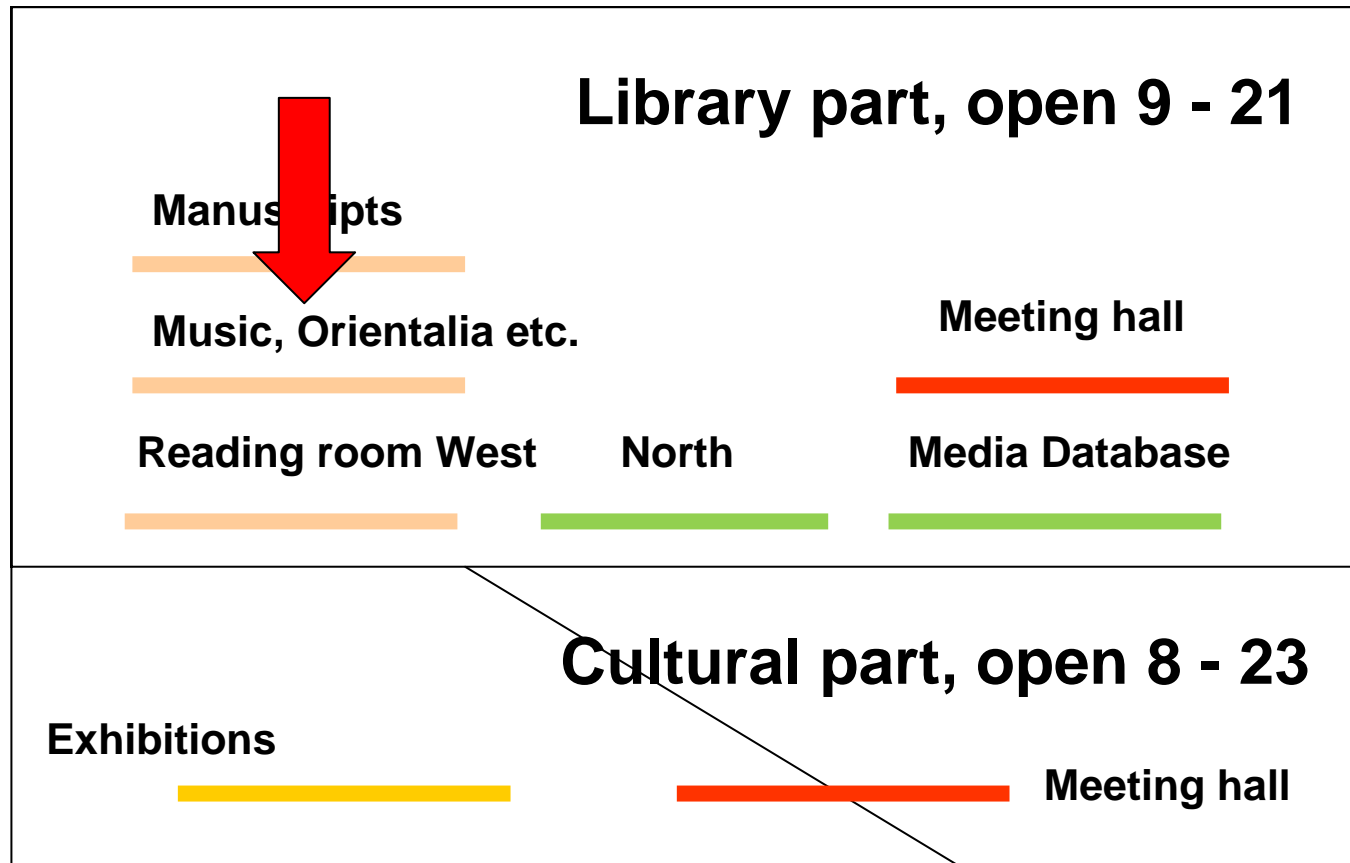 Library part, open 9 - 21
Manus ipts
Music, Orientalia etc.
Meeting hall
Reading room West
North
Media Database
Cultural part, open 8 - 23
Exhibitions
Meeting hall